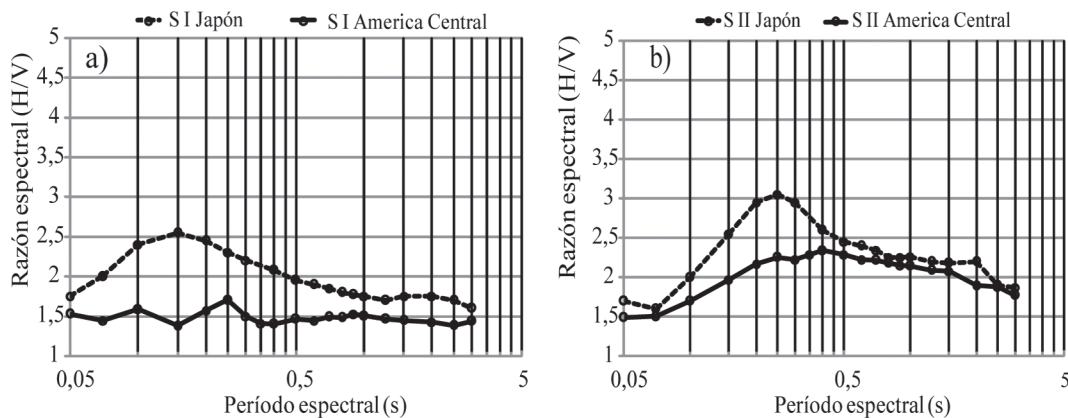 S I Japón S I America Central
a)
Razón espectral (H/V)
5
4,5
4
3,5
3
2,5
2
1,5
1
0,05 0,5 5
Período espectral (s)
S II Japón S II America Central
b)
Razón espectral (H/V)
5
4,5
4
3,5
3
2,5
2
1,5
1
0,05 0,5 5
Período espectral (s)